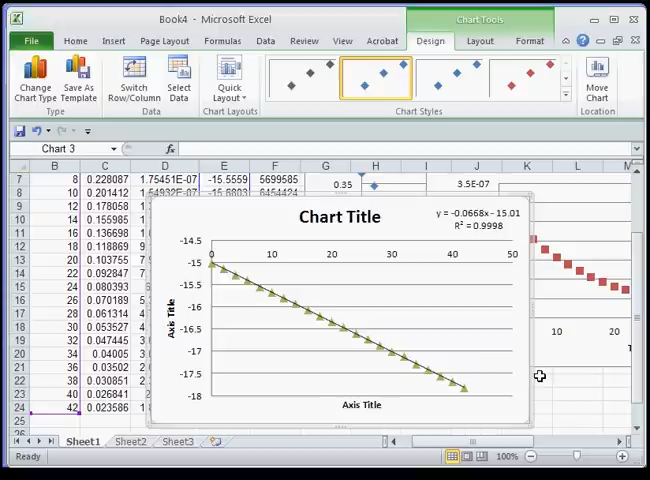 Book4 - Microsoft Excel
Chart Tools
File Home Insert Page Layout Formulas Data Review View Acrobat Design Layout Format
Change Chart Type
Save As Template
Switch Row/Column
Select Data
Quick Layout
Move Chart
Type Data Chart Layouts Chart Styles Location
Chart 3 fx
B C D E F G H I J K L M
7 8 0.228087 1.75451E-07 -15.5559 5699585 0.35 3.5E-07
8 10 0.201412 1.54932E-07 -15.6803 6454424
9 12 0.178058
10 14 0.155985
11 16 0.136698
12 18 0.118869
13 20 0.103755
14 22 0.092847
15 24 0.080393
16 26 0.070189
17 28 0.061314
18 30 0.053527
19 32 0.047445
20 34 0.04005
21 36 0.03502
22 38 0.030851
23 40 0.026841
24 42 0.023586
25
Chart Title
y = -0.0668x - 15.01
R² = 0.9998
-14.5
-15
-15.5
-16
-16.5
-17
-17.5
-18
0 10 20 30 40 50
Axis Title
Axis Title
10 20
Sheet1 Sheet2 Sheet3
Ready 100%